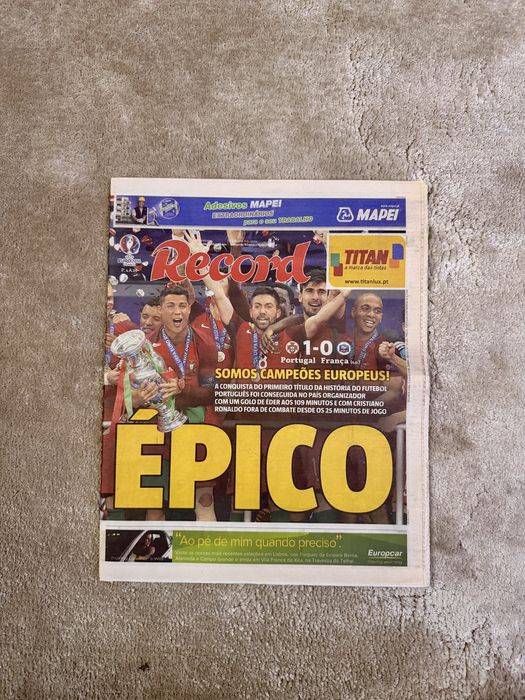 Adesivos MAPEI
EXTRAORDINÁRIOS
para o seu TRABALHO
MAPEI
Record
TITAN
a marca das tintas
www.titanlux.pt
1-0
Portugal França
SOMOS CAMPEÕES EUROPEUS!
A CONQUISTA DO PRIMEIRO TÍTULO DA HISTÓRIA DO FUTEBOL
PORTUGUÊS FOI CONSEGUIDA NO PAÍS ORGANIZADOR
COM UM GOLO DE ÉDER AOS 109 MINUTOS E COM CRISTIANO
RONALDO FORA DE COMBATE DESDE OS 25 MINUTOS DE JOGO
ÉPICO
"Ao pé de mim quando preciso".
Europcar